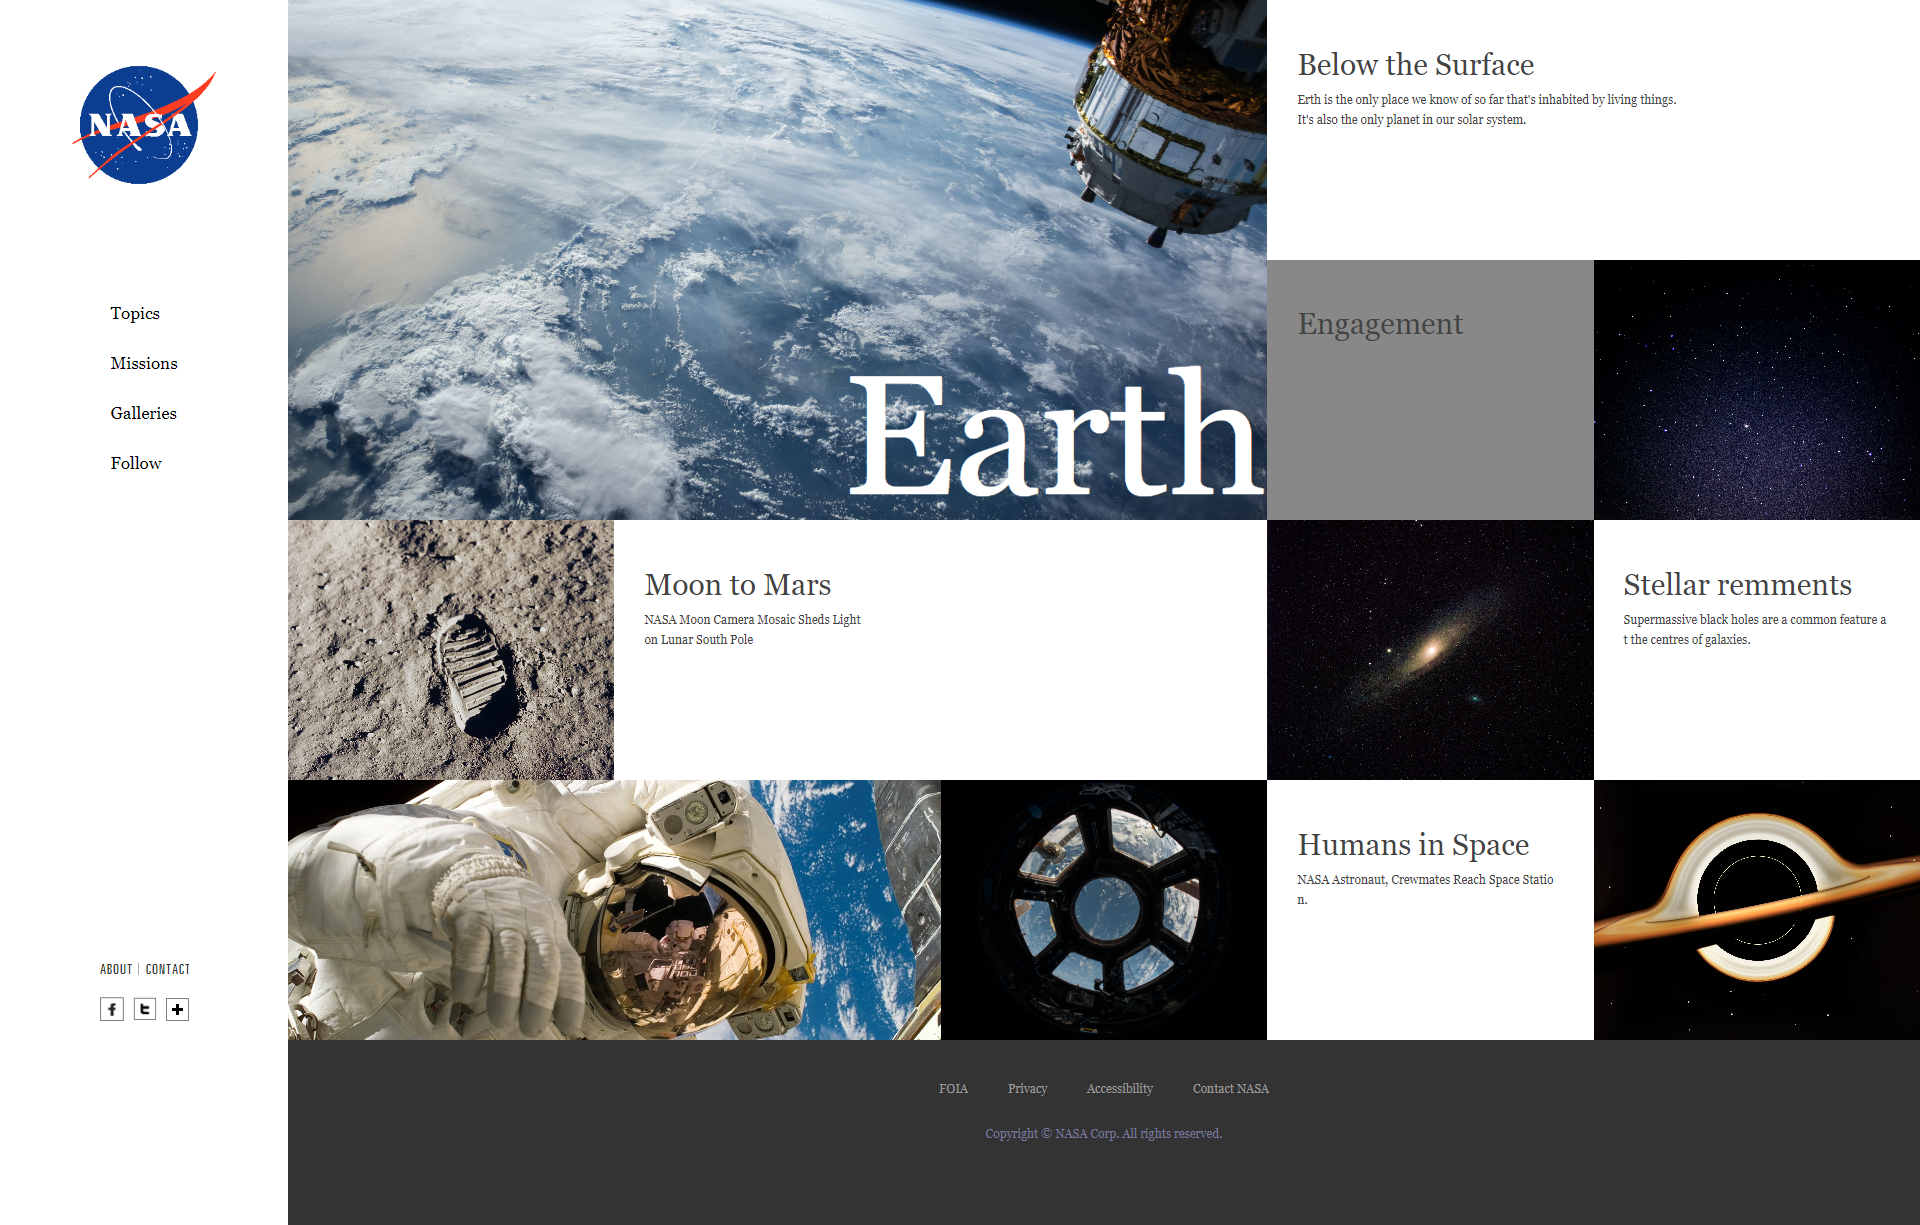 NASA
Topics
Missions
Galleries
Follow
ABOUT | CONTACT
Earth
Below the Surface
Erth is the only place we know of so far that's inhabited by living things.
It's also the only planet in our solar system.
Engagement
Moon to Mars
NASA Moon Camera Mosaic Sheds Light
on Lunar South Pole
Stellar remments
Supermassive black holes are a common feature a
t the centres of galaxies.
Humans in Space
NASA Astronaut, Crewmates Reach Space Statio
n.
FOIA Privacy Accessibility Contact NASA
Copyright © NASA Corp. All rights reserved.